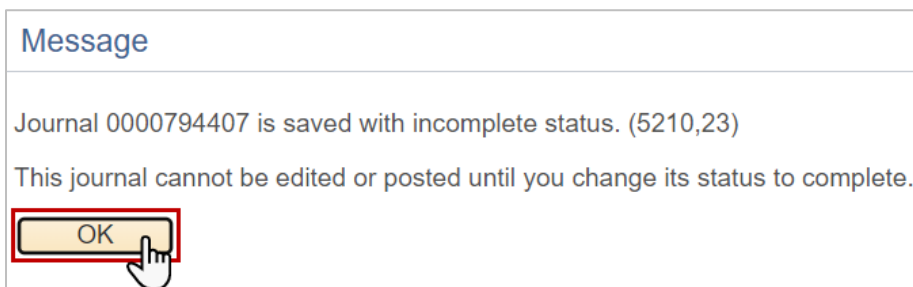 Message
Journal 0000794407 is saved with incomplete status. (5210,23)
This journal cannot be edited or posted until you change its status to complete.
OK